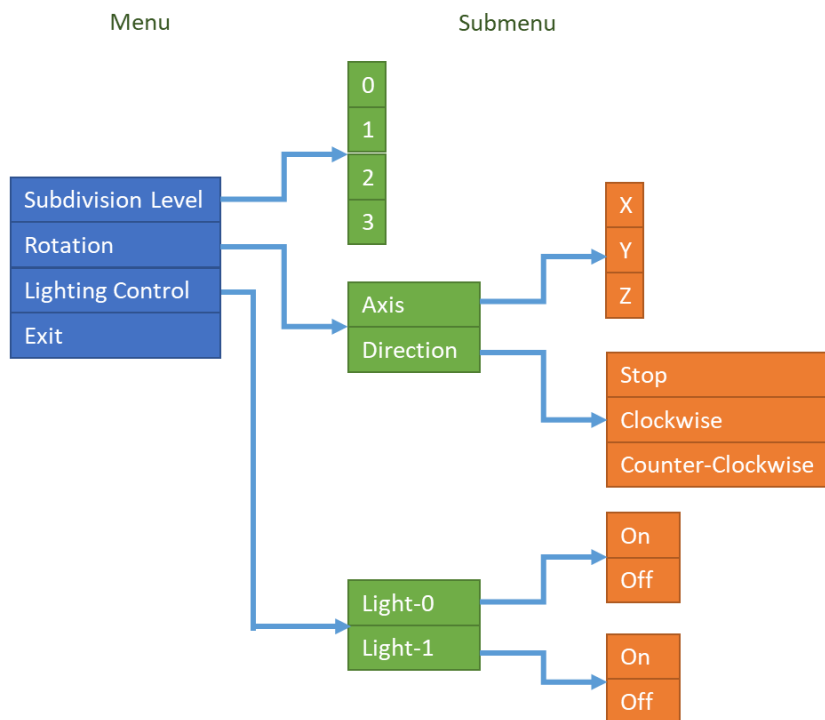 Menu
Submenu
Subdivision Level
Rotation
Lighting Control
Exit
0
1
2
3
Axis
Direction
X
Y
Z
Stop
Clockwise
Counter-Clockwise
Light-0
Light-1
On
Off
On
Off